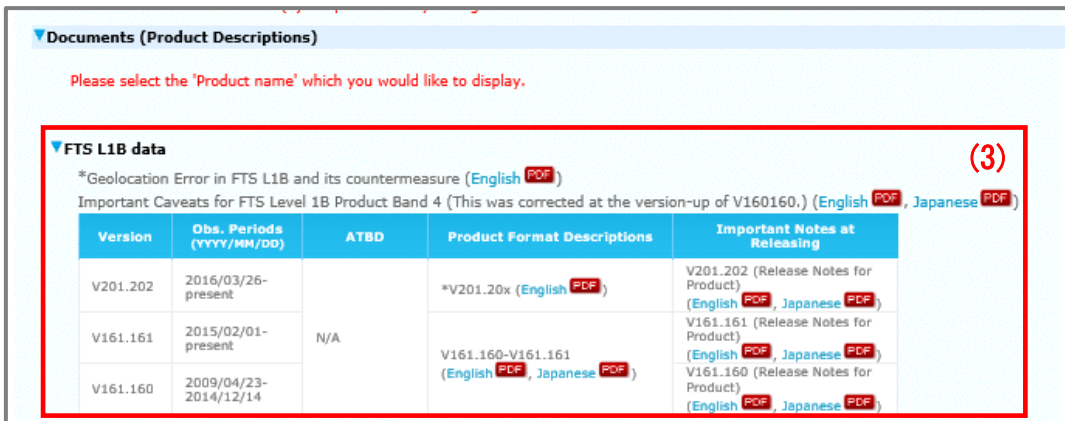 ▼Documents (Product Descriptions)
Please select the 'Product name' which you would like to display.
▼FTS L1B data
(3)
*Geolocation Error in FTS L1B and its countermeasure (English PDF)
Important Caveats for FTS Level 1B Product Band 4 (This was corrected at the version-up of V160160.) (English PDF, Japanese PDF)
Version
Obs. Periods
(YYYY/MM/DD)
ATBD
Product Format Descriptions
Important Notes at
Releasing
V201.202
2016/03/26-
present
N/A
*V201.20x (English PDF)
V201.202 (Release Notes for
Product)
(English PDF, Japanese PDF)
V161.161
2015/02/01-
present
V161.160-V161.161
(English PDF, Japanese PDF)
V161.161 (Release Notes for
Product)
(English PDF, Japanese PDF)
V161.160
2009/04/23-
2014/12/14
V161.160 (Release Notes for
Product)
(English PDF, Japanese PDF)